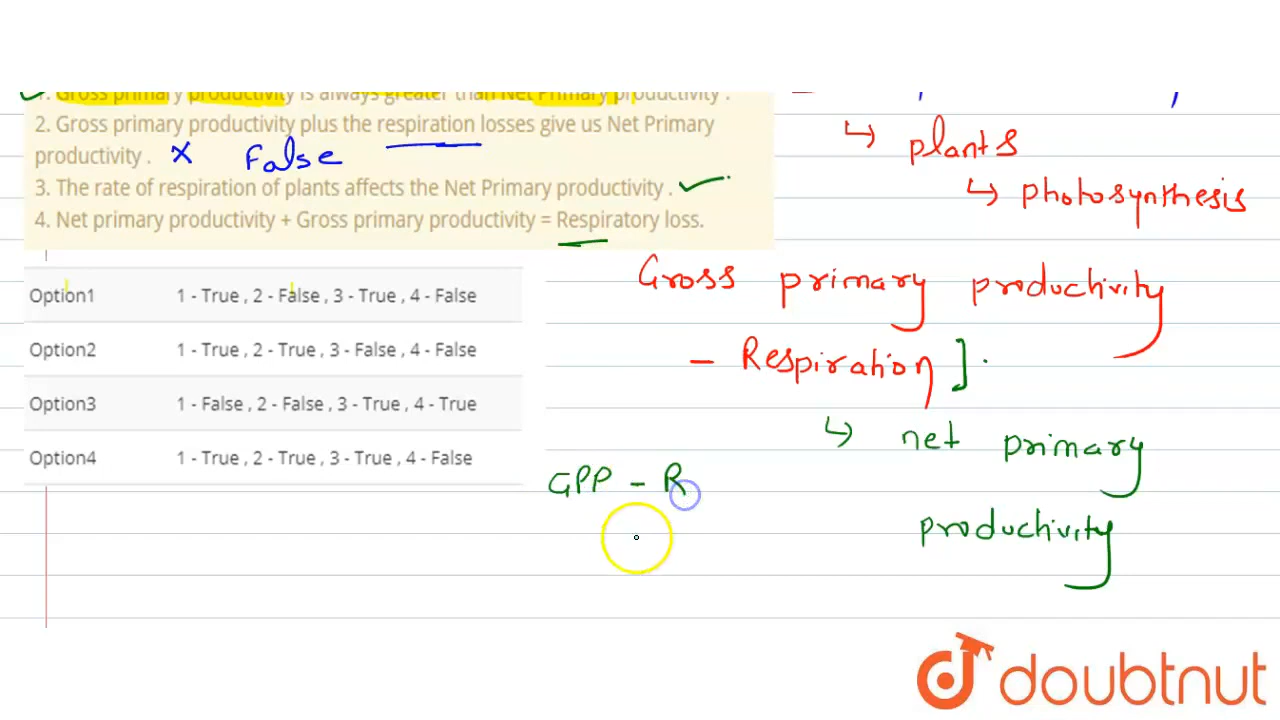 1. Gross primary productivity is always greater than Net Primary productivity .
2. Gross primary productivity plus the respiration losses give us Net Primary
productivity . x False
3. The rate of respiration of plants affects the Net Primary productivity .
4. Net primary productivity + Gross primary productivity = Respiratory loss.
Option1 1 - True , 2 - False , 3 - True , 4 - False
Option2 1 - True , 2 - True , 3 - False , 4 - False
Option3 1 - False , 2 - False , 3 - True , 4 - True
Option4 1 - True , 2 - True , 3 - True , 4 - False
↳ plants
↳ photosynthesis
Gross primary productivity
- Respiration] .
↳ net primary
productivity
GPP - R
doubtnut